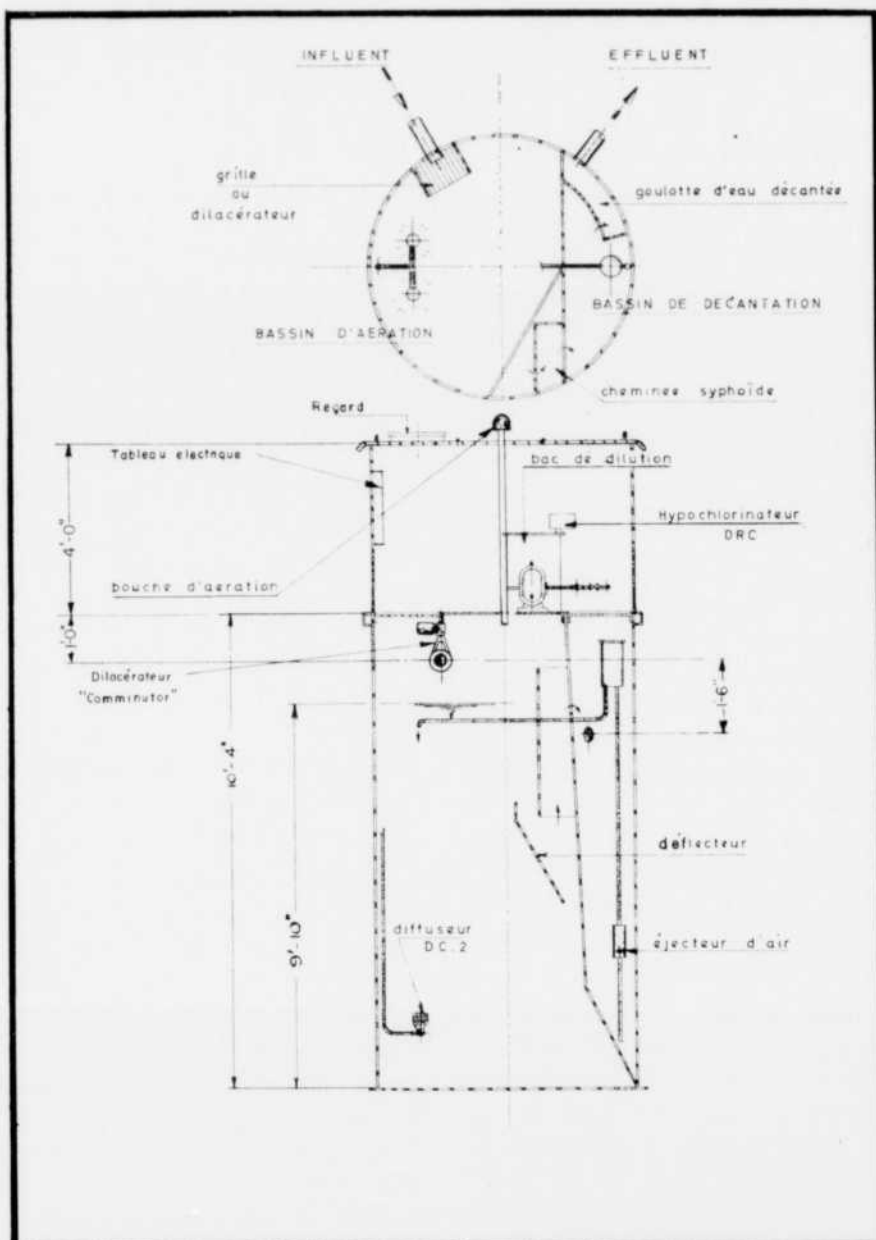 INFLUENT
EFFLUENT
grille
ou
dilacérateur
goulotte d'eau décantée
BASSIN D'AERATION
BASSIN DE DECANTATION
cheminee syphoïde
Regard
Tableau electrique
bac de dilution
Hypochlorinateur
DRC
4'-0"
bouche d'aeration
1'-0"
Dilacérateur
"Comminutor"
1'-6"
10'-4"
déflecteur
9'-10"
diffuseur
DC.2
éjecteur d'air